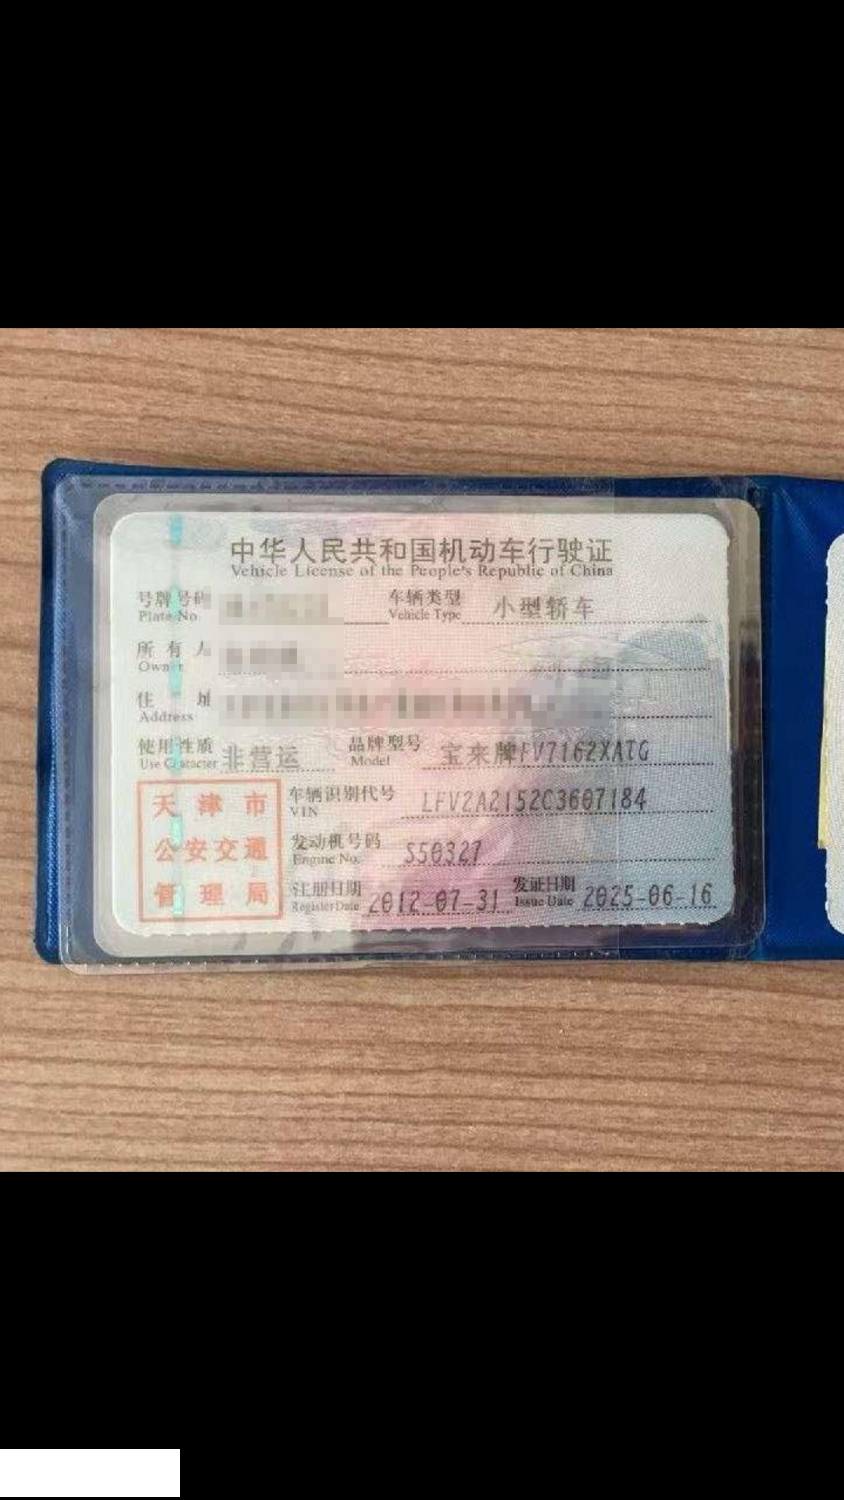 中华人民共和国机动车行驶证
Vehicle License of the People's Republic of China
号牌号码 车辆类型 小型轿车
Plate No. Vehicle Type
所有人
Owner
住址
Address
使用性质 非营运 品牌型号 宝来牌FV7162XATG
Use Character Model
天津市
公安交通
管理局
车辆识别代号 LFV2A2152C3607184
VIN
发动机号码 S50327
Engine No.
注册日期 2012-07-31 发证日期 2025-06-16
Register Date Issue Date